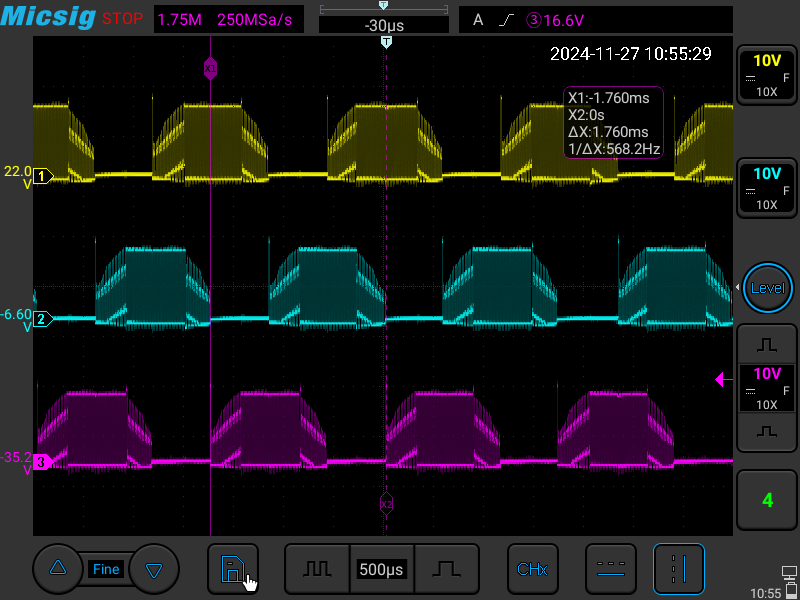 Micsig STOP 1.75M 250MSa/s -30µs A ③16.6V
T
2024-11-27 10:55:29
X1
X1:-1.760ms
X2:0s
ΔX:1.760ms
1/ΔX:568.2Hz
10V
F
10X
22.0
V
1
10V
F
10X
-6.60
V
2
Level
10V
F
10X
-35.2
V
3
X2
4
Fine
500µs
CHx
10:55